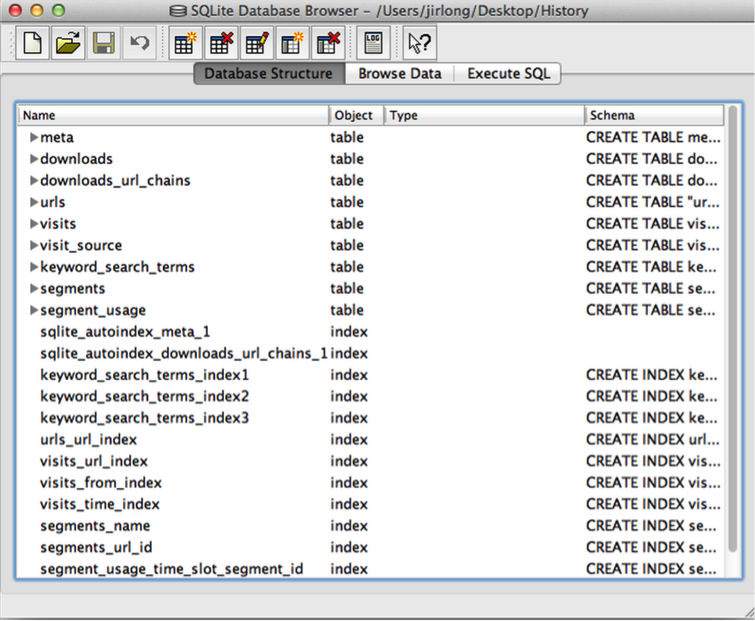 SQLite Database Browser – /Users/jirlong/Desktop/History
LOG
Database Structure Browse Data Execute SQL
Name Object Type Schema
meta table CREATE TABLE me...
downloads table CREATE TABLE do...
downloads_url_chains table CREATE TABLE do...
urls table CREATE TABLE "ur...
visits table CREATE TABLE vis...
visit_source table CREATE TABLE vis...
keyword_search_terms table CREATE TABLE ke...
segments table CREATE TABLE se...
segment_usage table CREATE TABLE se...
sqlite_autoindex_meta_1 index
sqlite_autoindex_downloads_url_chains_1 index
keyword_search_terms_index1 index CREATE INDEX ke...
keyword_search_terms_index2 index CREATE INDEX ke...
keyword_search_terms_index3 index CREATE INDEX ke...
urls_url_index index CREATE INDEX url...
visits_url_index index CREATE INDEX vis...
visits_from_index index CREATE INDEX vis...
visits_time_index index CREATE INDEX vis...
segments_name index CREATE INDEX se...
segments_url_id index CREATE INDEX se...
segment_usage_time_slot_segment_id index CREATE INDEX se...